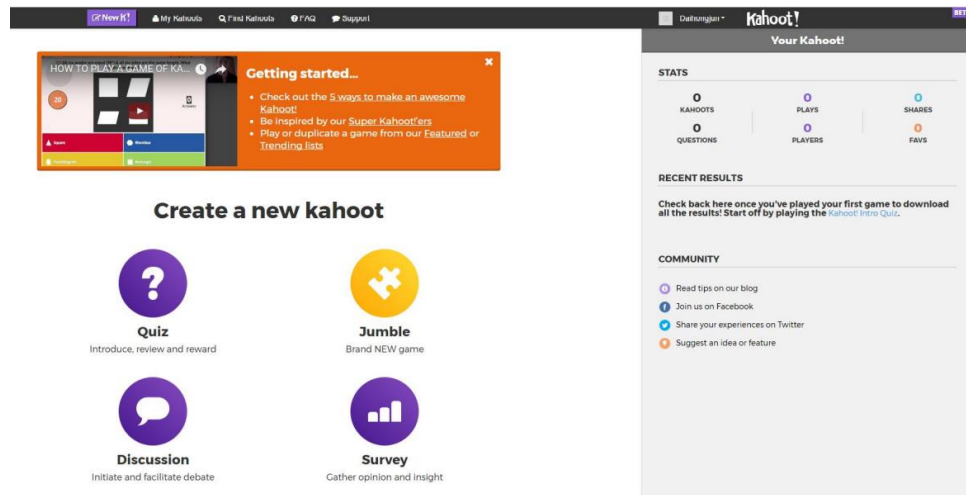 New K!
My Kahoots
Find Kahoots
FAQ
Support
Kahoot!
BET
Your Kahoot!
HOW TO PLAY A GAME OF KA...
20
Getting started...
Check out the 5 ways to make an awesome
Kahoot!
Be inspired by our Super Kahoot!'ers
Play or duplicate a game from our Featured or
Trending lists
STATS
0 0 0
KAHOOTS PLAYS SHARES
0 0 0
QUESTIONS PLAYERS FAVS
RECENT RESULTS
Check back here once you've played your first game to download
all the results! Start off by playing the Kahoot! Intro Quiz.
Create a new kahoot
COMMUNITY
Read tips on our blog
Join us on Facebook
Share your experiences on Twitter
Suggest an idea or feature
Quiz
Introduce, review and reward
Jumble
Brand NEW game
Discussion
Initiate and facilitate debate
Survey
Gather opinion and insight